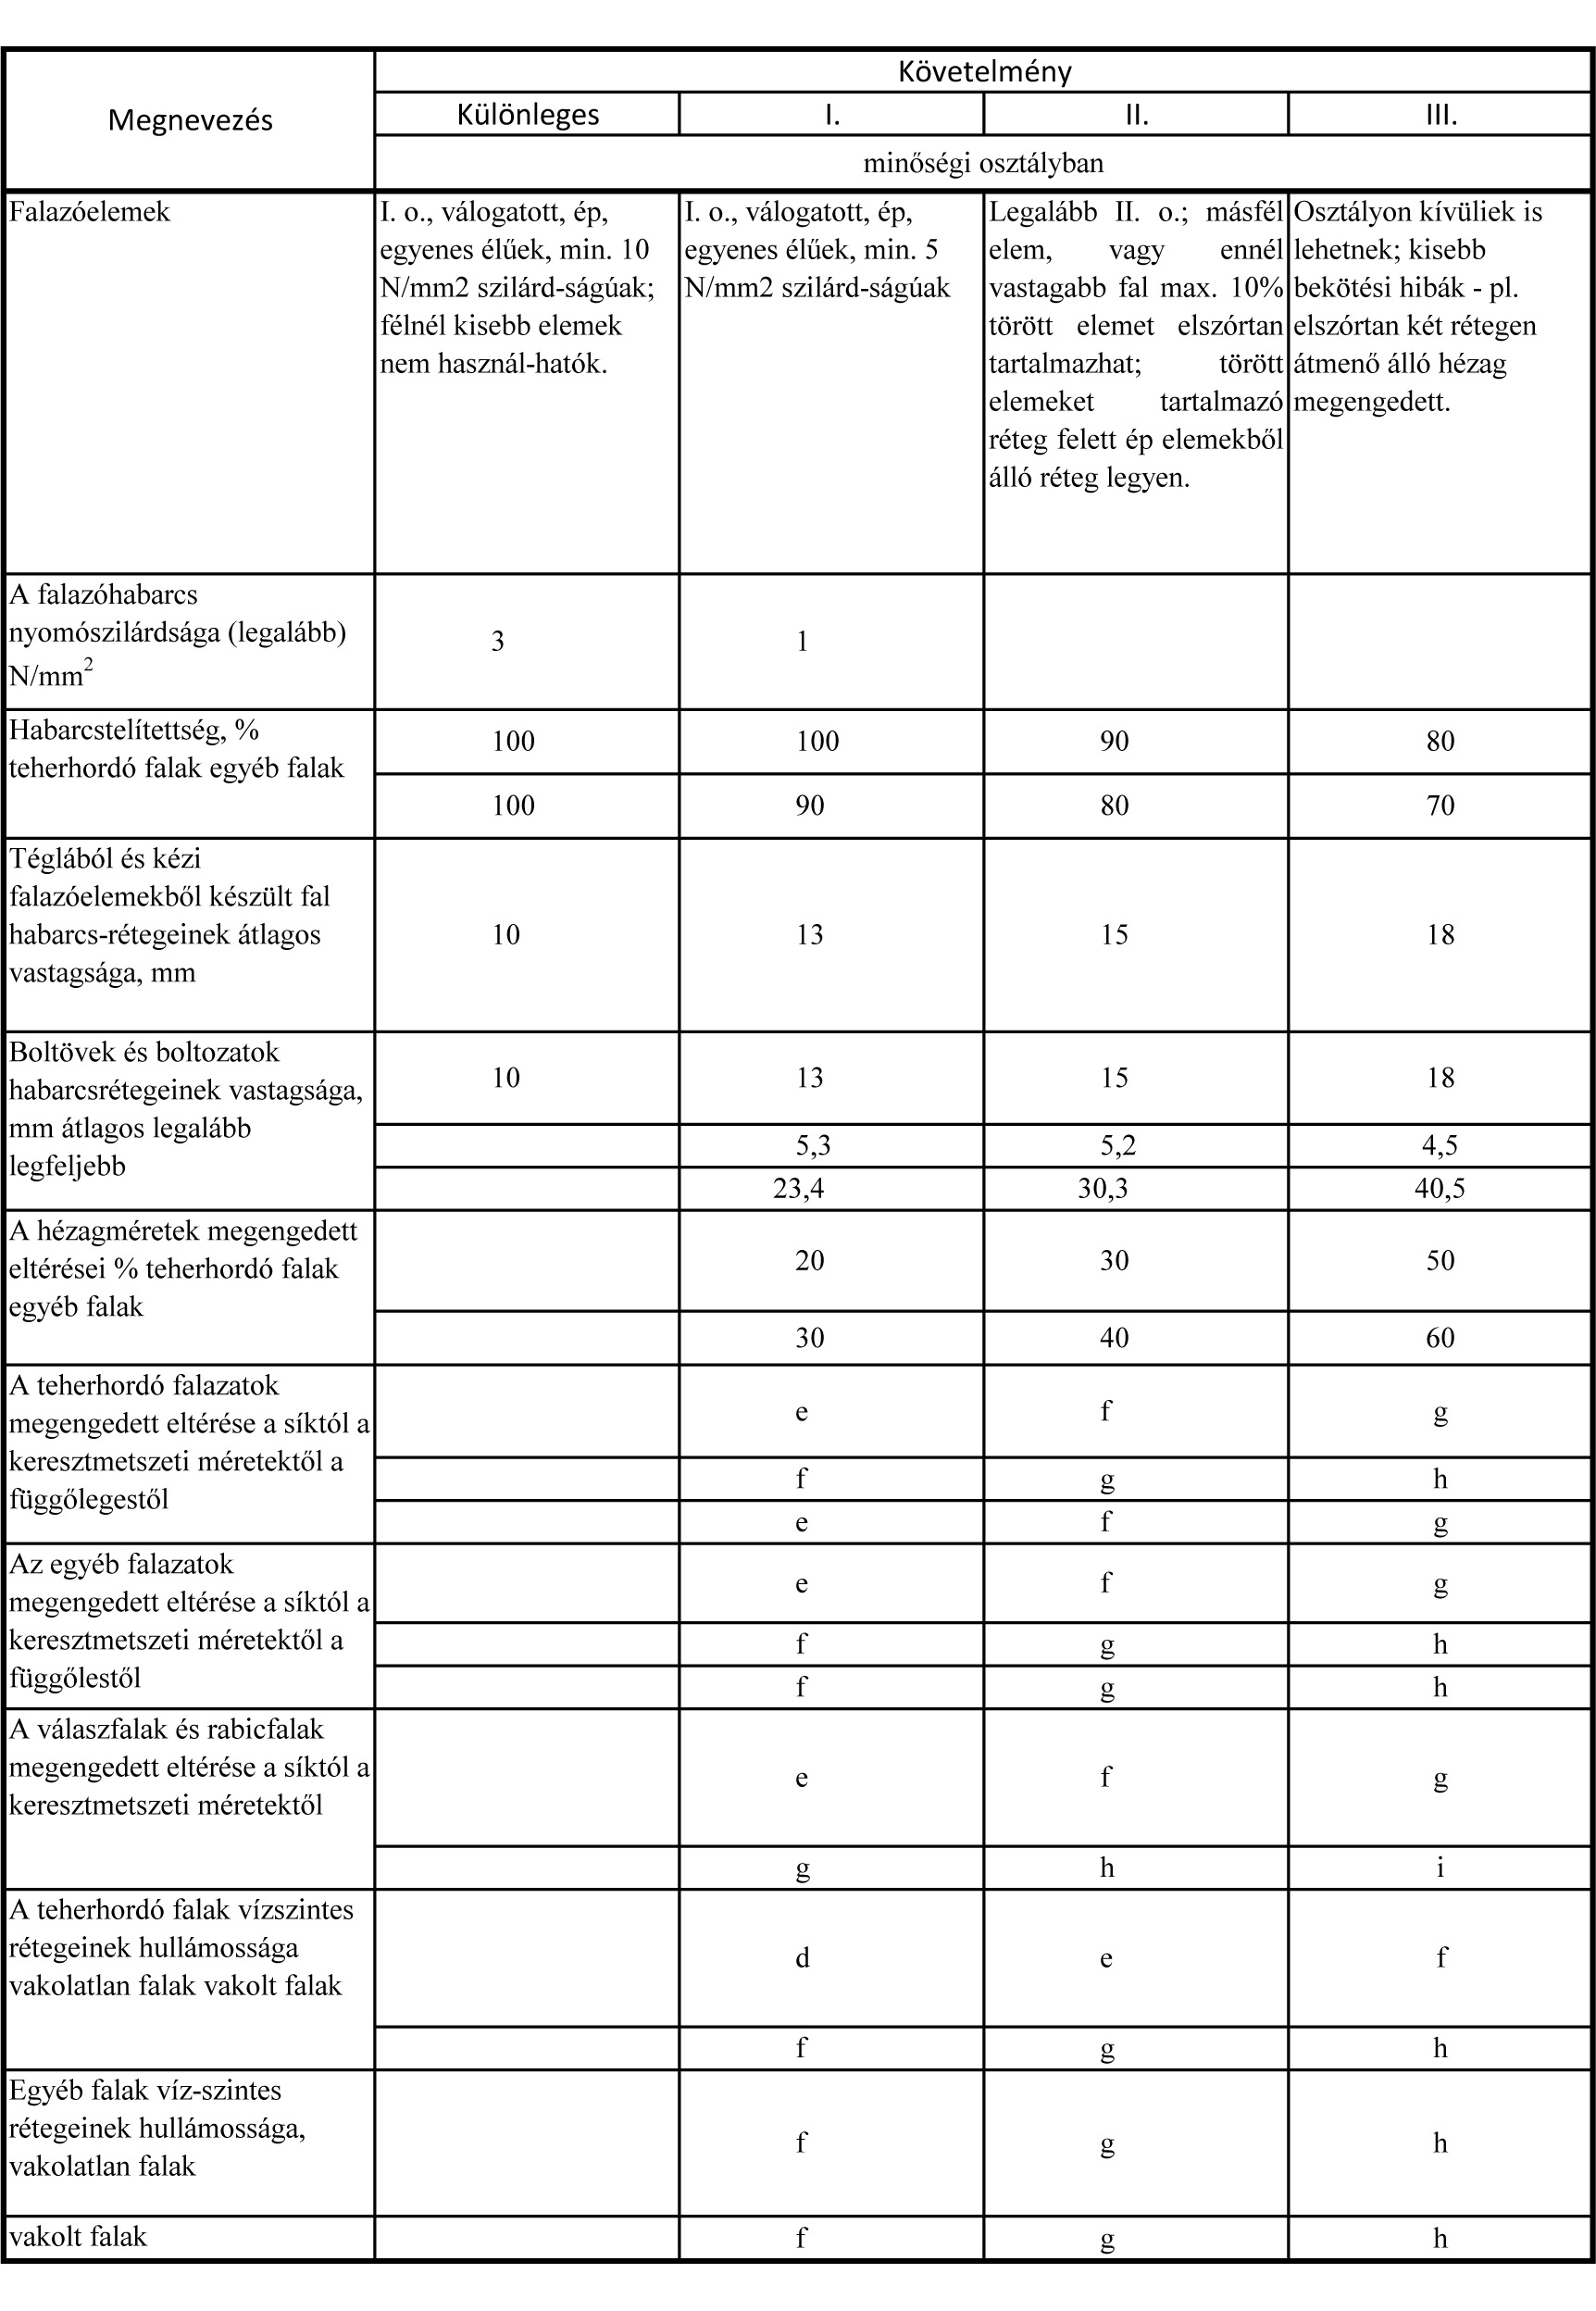 Megnevezés
Követelmény
Különleges I. II. III.
minőségi osztályban
Falazóelemek
I. o., válogatott, ép,
egyenes élűek, min. 10
N/mm2 szilárd-ságúak;
félnél kisebb elemek
nem használ-hatók.
I. o., válogatott, ép,
egyenes élűek, min. 5
N/mm2 szilárd-ságúak
Legalább II. o.; másfél
elem, vagy ennél
vastagabb fal max. 10%
törött elemet elszórtan
tartalmazhat; törött
elemeket tartalmazó
réteg felett ép elemekből
álló réteg legyen.
Osztályon kívüliek is
lehetnek; kisebb
bekötési hibák - pl.
elszórtan két rétegen
átmenő álló hézag
megengedett.
A falazóhabarcs
nyomószilárdsága (legalább)
N/mm²
3 1
Habarcstelítettség, %
teherhordó falak egyéb falak
100 100 90 80
100 90 80 70
Téglából és kézi
falazóelemekből készült fal
habarcs-rétegeinek átlagos
vastagsága, mm
10 13 15 18
Boltövek és boltozatok
habarcsrétegeinek vastagsága,
mm átlagos legalább
legfeljebb
10 13 15 18
5,3 5,2 4,5
23,4 30,3 40,5
A hézagméretek megengedett
eltérései % teherhordó falak
egyéb falak
20 30 50
30 40 60
A teherhordó falazatok
megengedett eltérése a síktól a
keresztmetszeti méretektől a
függőlegestől
e f g
f g h
e f g
Az egyéb falazatok
megengedett eltérése a síktól a
keresztmetszeti méretektől a
függőlestől
e f g
f g h
f g h
A válaszfalak és rabicfalak
megengedett eltérése a síktól a
keresztmetszeti méretektől
e f g
g h i
A teherhordó falak vízszintes
rétegeinek hullámossága
vakolatlan falak vakolt falak
d e f
f g h
Egyéb falak víz-szintes
rétegeinek hullámossága,
vakolatlan falak
f g h
vakolt falak
f g h